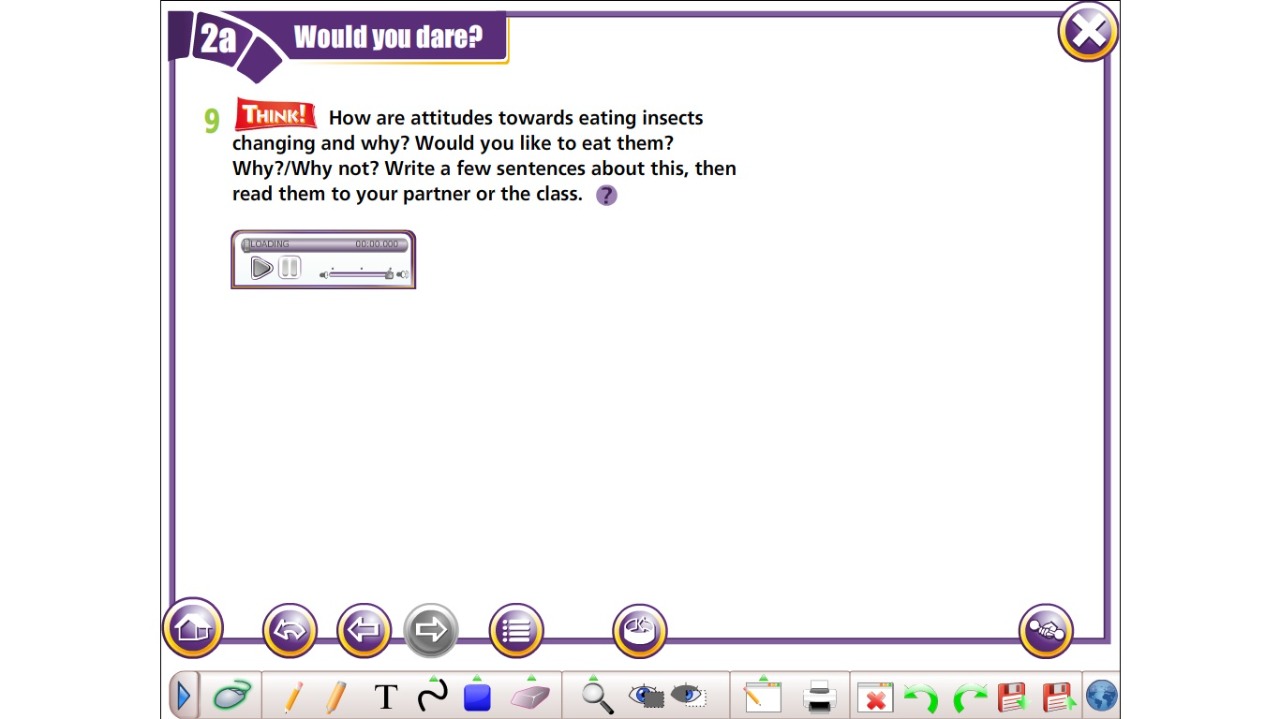 2a Would you dare?
9 THINK! How are attitudes towards eating insects
changing and why? Would you like to eat them?
Why?/Why not? Write a few sentences about this, then
read them to your partner or the class. ?
LOADING 00:00.000
T